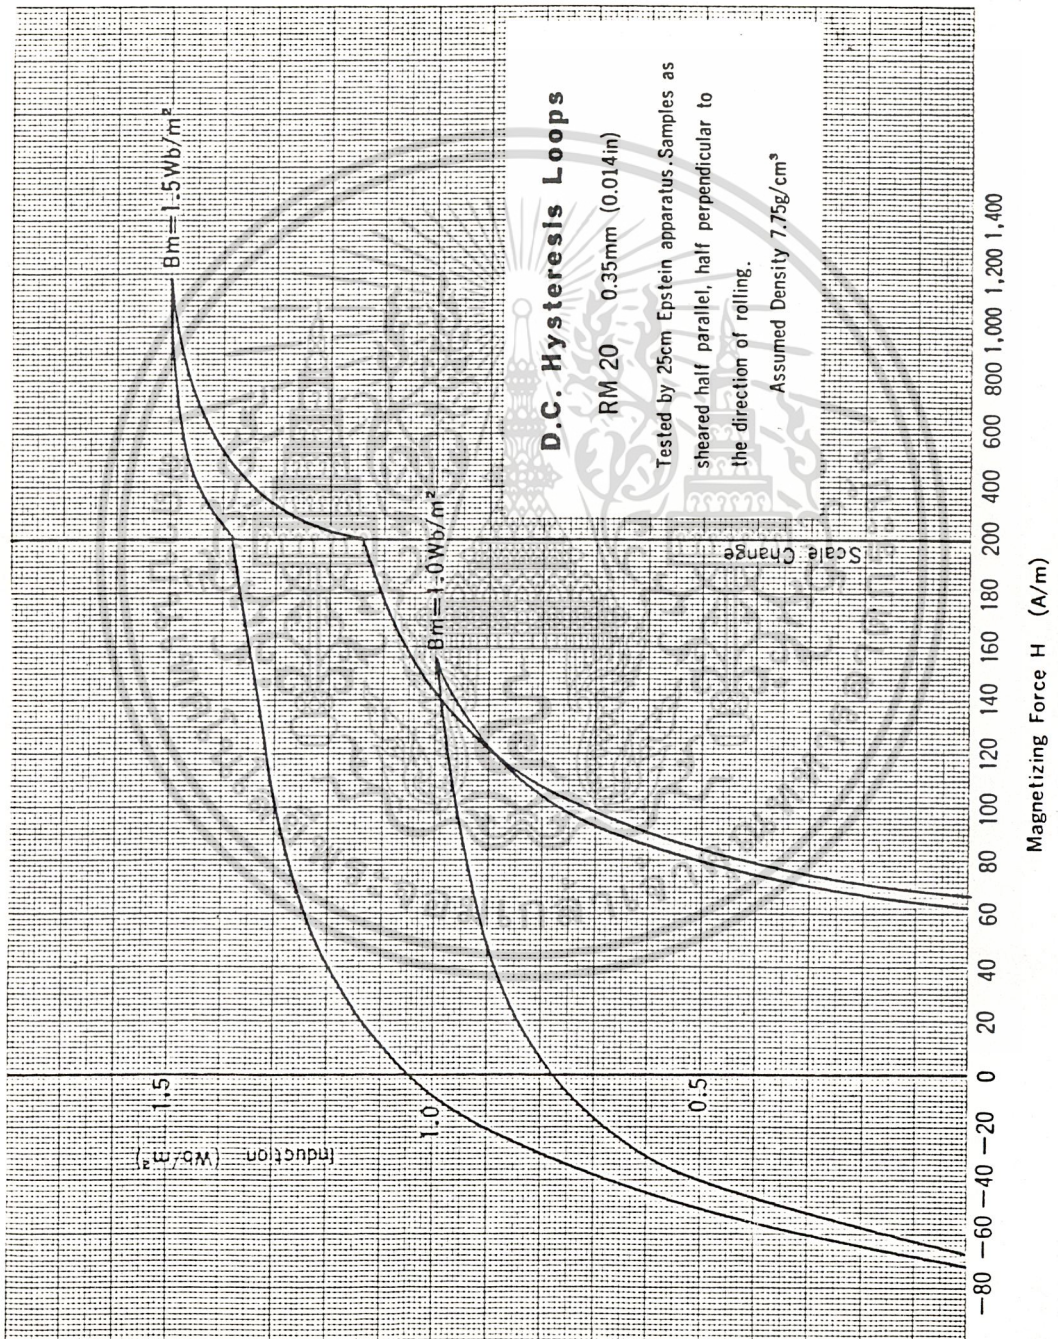 D.C. Hysteresis Loops
RM 20 0.35mm (0.014in)
Tested by 25cm Epstein apparatus. Samples as
sheared half parallel, half perpendicular to
the direction of rolling.
Assumed Density 7.75g/cm³
Bm=1.5Wb/m²
Bm=1.0Wb/m²
Scale Change
Induction (Wb/m²)
1.5
1.0
0.5
−80 −60 −40 −20 0 20 40 60 80 100 120 140 160 180 200 400 600 800 1,000 1,200 1,400
Magnetizing Force H (A/m)